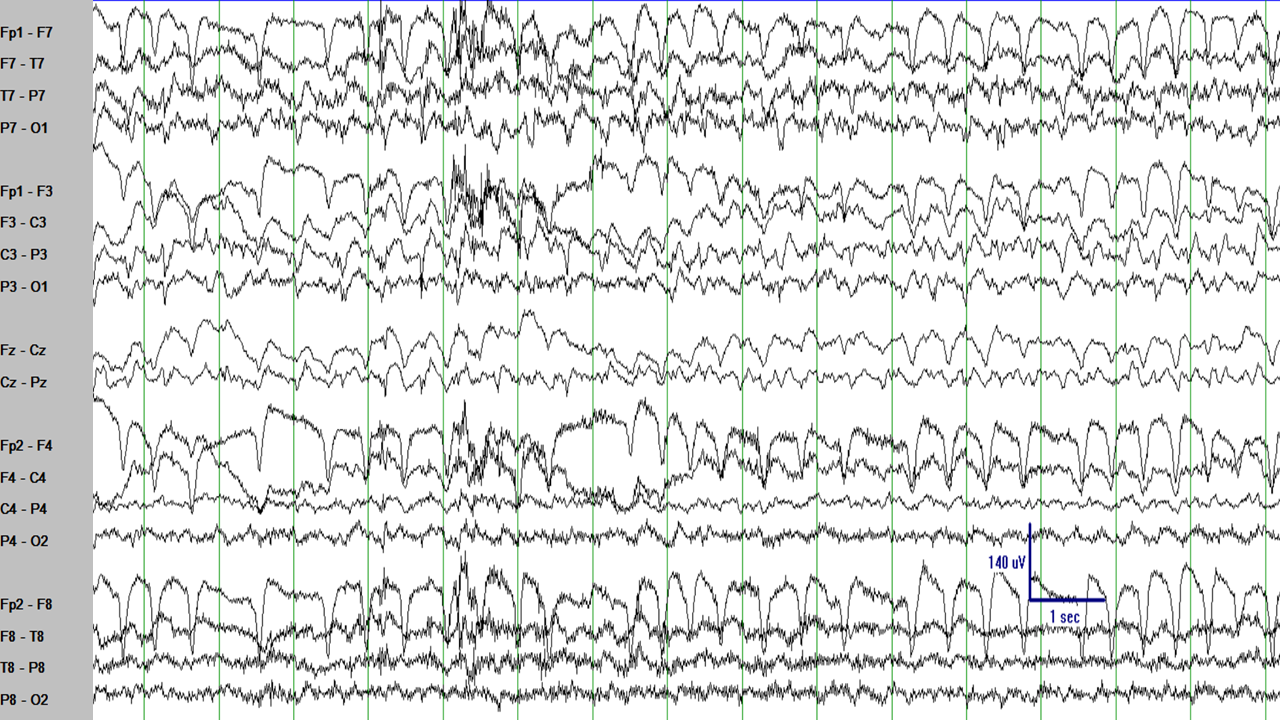 Fp1 - F7
F7 - T7
T7 - P7
P7 - O1
Fp1 - F3
F3 - C3
C3 - P3
P3 - O1
Fz - Cz
Cz - Pz
Fp2 - F4
F4 - C4
C4 - P4
P4 - O2
140 uV
Fp2 - F8
1 sec
F8 - T8
T8 - P8
P8 - O2